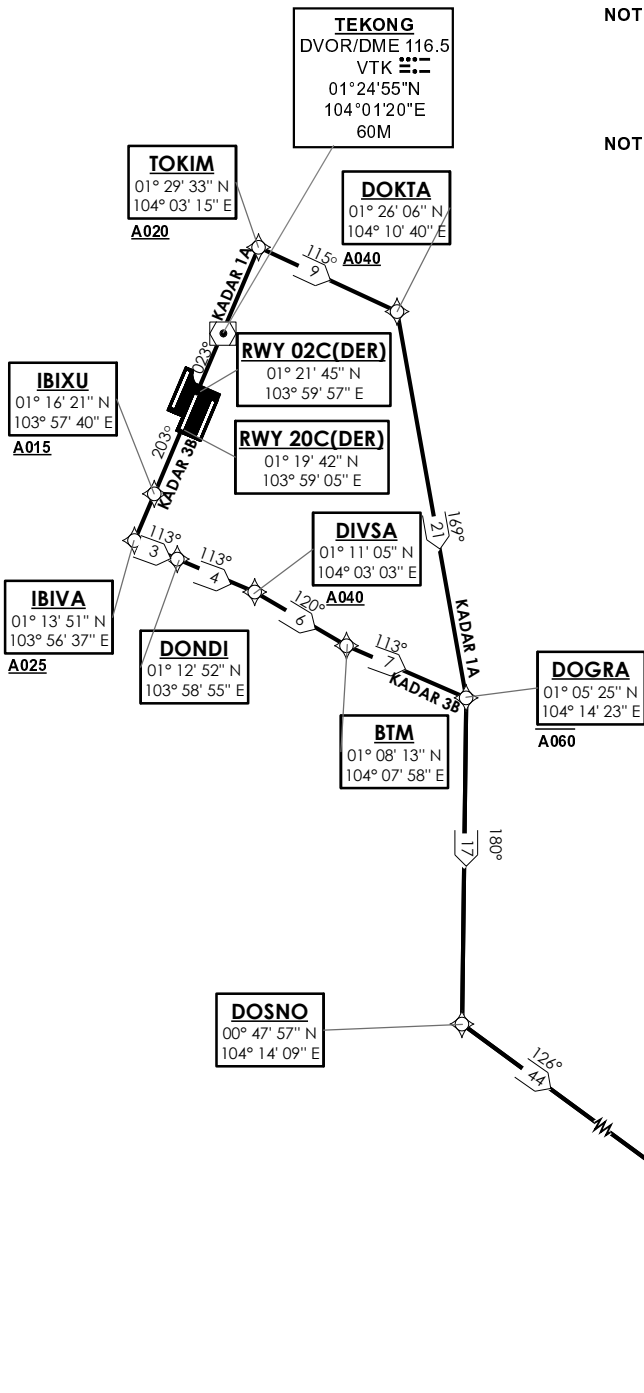 NOT
TEKONG
DVOR/DME 116.5
VTK
01°24'55"N
104°01'20"E
60M
NOT
TOKIM
01° 29' 33" N
104° 03' 15" E
A020
DOKTA
01° 26' 06" N
104° 10' 40" E
A040
115°
9
KADAR 1A
023°
RWY 02C(DER)
01° 21' 45" N
103° 59' 57" E
IBIXU
01° 16' 21" N
103° 57' 40" E
A015
RWY 20C(DER)
01° 19' 42" N
103° 59' 05" E
203°
KADAR 3B
169°
21
DIVSA
01° 11' 05" N
104° 03' 03" E
A040
113°
3
113°
4
120°
6
113°
7
KADAR 3B
KADAR 1A
IBIVA
01° 13' 51" N
103° 56' 37" E
A025
DONDI
01° 12' 52" N
103° 58' 55" E
DOGRA
01° 05' 25" N
104° 14' 23" E
A060
BTM
01° 08' 13" N
104° 07' 58" E
180°
17
DOSNO
00° 47' 57" N
104° 14' 09" E
126°
44